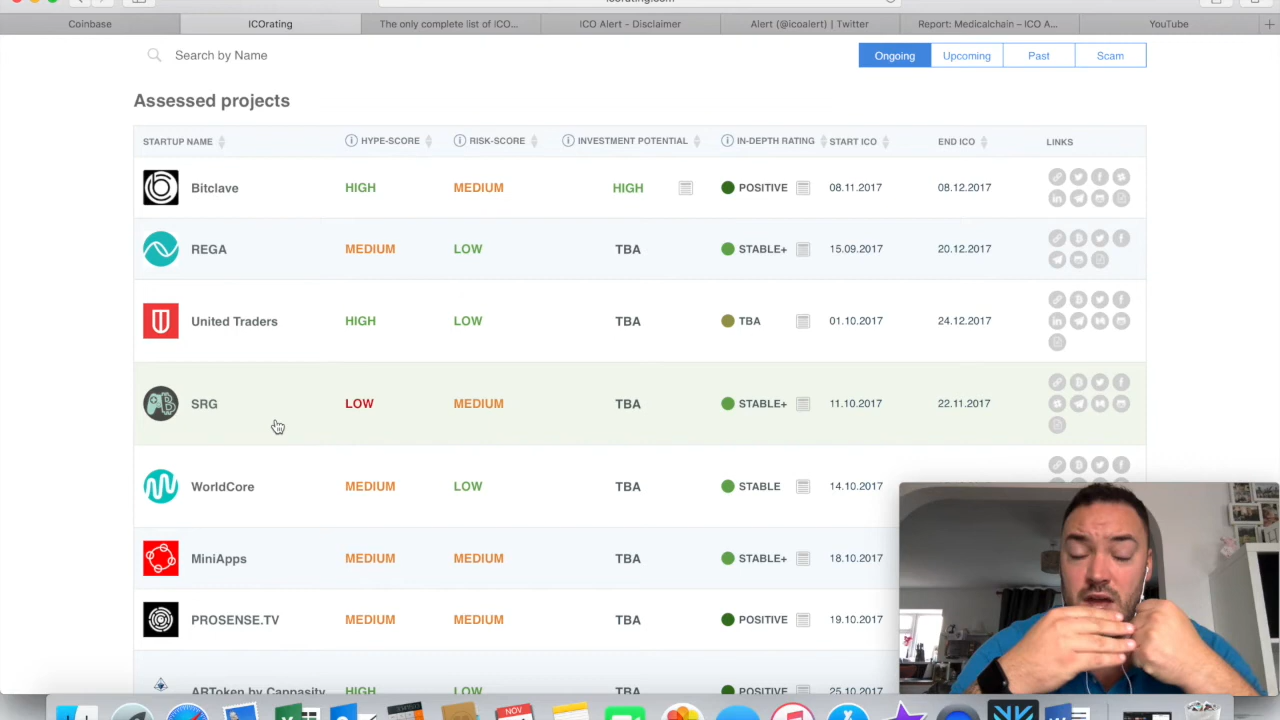 icorating.com
Coinbase ICOrating The only complete list of ICO... ICO Alert - Disclaimer Alert (@icoalert) | Twitter Report: Medicalchain – ICO A... YouTube
Search by Name Ongoing Upcoming Past Scam
Assessed projects
STARTUP NAME HYPE-SCORE RISK-SCORE INVESTMENT POTENTIAL IN-DEPTH RATING START ICO END ICO LINKS
Bitclave HIGH MEDIUM HIGH POSITIVE 08.11.2017 08.12.2017
REGA MEDIUM LOW TBA STABLE+ 15.09.2017 20.12.2017
United Traders HIGH LOW TBA TBA 01.10.2017 24.12.2017
SRG LOW MEDIUM TBA STABLE+ 11.10.2017 22.11.2017
WorldCore MEDIUM LOW TBA STABLE 14.10.2017
MiniApps MEDIUM MEDIUM TBA STABLE+ 18.10.2017
PROSENSE.TV MEDIUM MEDIUM TBA POSITIVE 19.10.2017
ARToken by Cappasity HIGH LOW TBA POSITIVE 25.10.2017
NOV